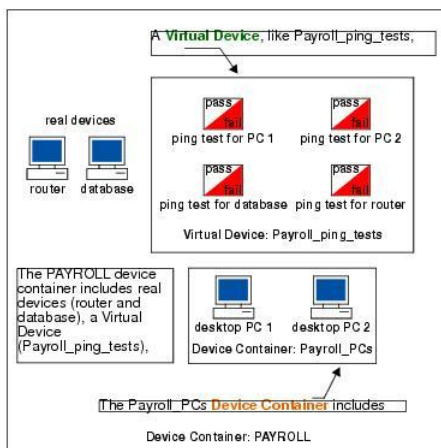 A Virtual Device, like Payroll_ping_tests,
real devices
router database
pass
fail
ping test for PC 1
pass
fail
ping test for PC 2
pass
fail
ping test for database
pass
fail
ping test for router
Virtual Device: Payroll_ping_tests
The PAYROLL device
container includes real
devices (router and
database), a Virtual
Device
(Payroll_ping_tests),
desktop PC 1 desktop PC 2
Device Container: Payroll_PCs
The Payroll_PCs Device Container includes
Device Container: PAYROLL